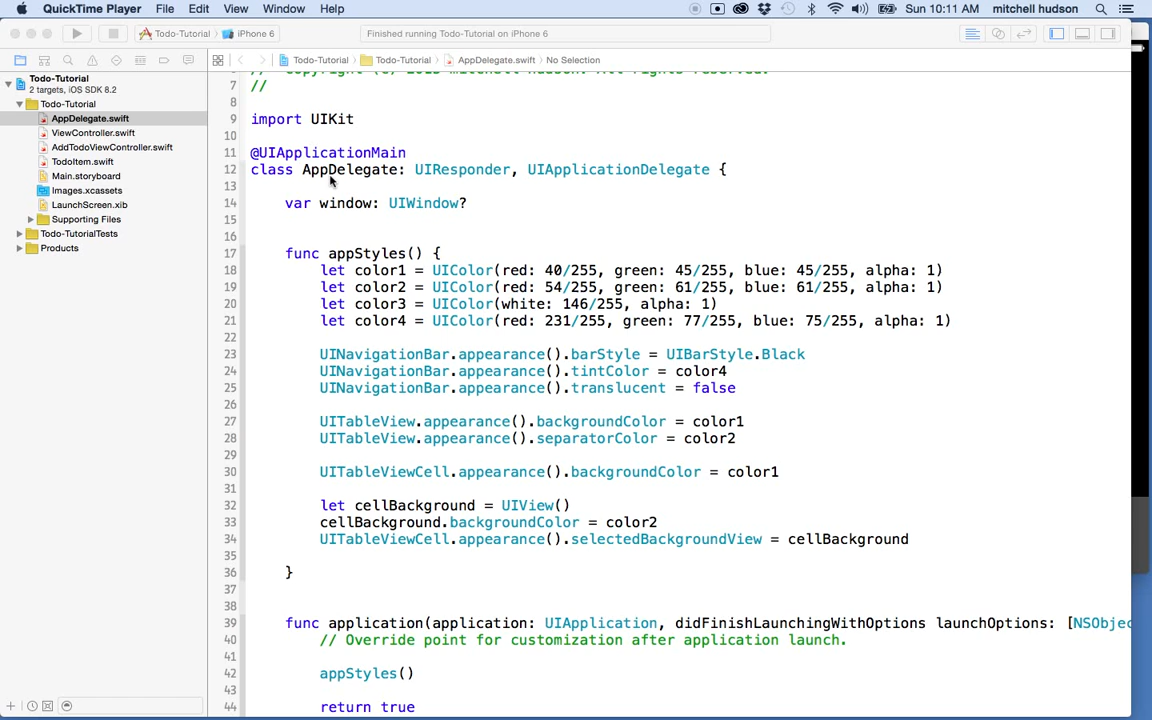 QuickTime Player File Edit View Window Help Sun 10:11 AM mitchell hudson
Todo-Tutorial iPhone 6 Finished running Todo-Tutorial on iPhone 6
Todo-Tutorial Todo-Tutorial AppDelegate.swift No Selection
Todo-Tutorial
2 targets, iOS SDK 8.2
Todo-Tutorial
AppDelegate.swift
ViewController.swift
AddTodoViewController.swift
TodoItem.swift
Main.storyboard
Images.xcassets
LaunchScreen.xib
Supporting Files
Todo-TutorialTests
Products
6 // Copyright (c) 2015 mitchell hudson. All rights reserved.
7 //
8
9 import UIKit
10
11 @UIApplicationMain
12 class AppDelegate: UIResponder, UIApplicationDelegate {
13
14 var window: UIWindow?
15
16
17 func appStyles() {
18 let color1 = UIColor(red: 40/255, green: 45/255, blue: 45/255, alpha: 1)
19 let color2 = UIColor(red: 54/255, green: 61/255, blue: 61/255, alpha: 1)
20 let color3 = UIColor(white: 146/255, alpha: 1)
21 let color4 = UIColor(red: 231/255, green: 77/255, blue: 75/255, alpha: 1)
22
23 UINavigationBar.appearance().barStyle = UIBarStyle.Black
24 UINavigationBar.appearance().tintColor = color4
25 UINavigationBar.appearance().translucent = false
26
27 UITableView.appearance().backgroundColor = color1
28 UITableView.appearance().separatorColor = color2
29
30 UITableViewCell.appearance().backgroundColor = color1
31
32 let cellBackground = UIView()
33 cellBackground.backgroundColor = color2
34 UITableViewCell.appearance().selectedBackgroundView = cellBackground
35
36 }
37
38
39 func application(application: UIApplication, didFinishLaunchingWithOptions launchOptions: [NSObjec
40 // Override point for customization after application launch.
41
42 appStyles()
43
44 return true